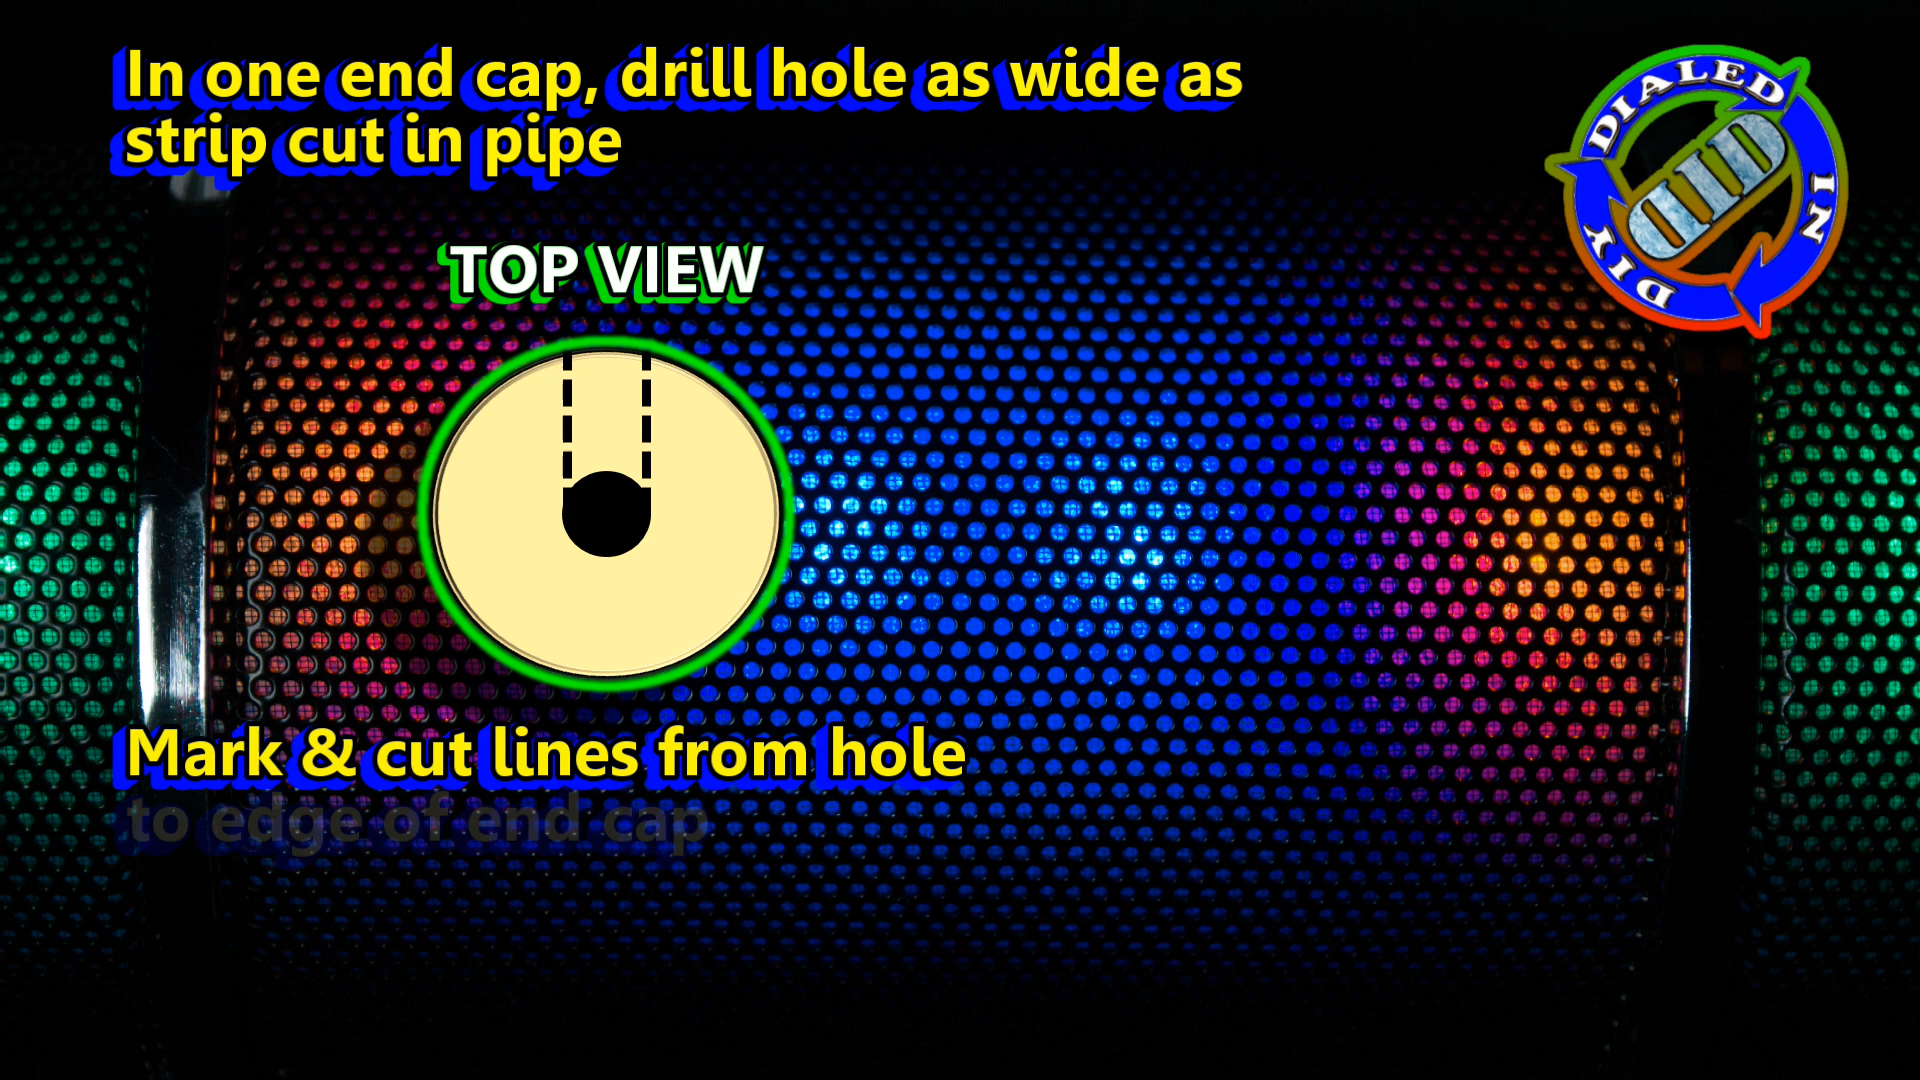 In one end cap, drill hole as wide as
strip cut in pipe
DIALED
IN
DIY
DID
TOP VIEW
Mark & cut lines from hole
to edge of end cap